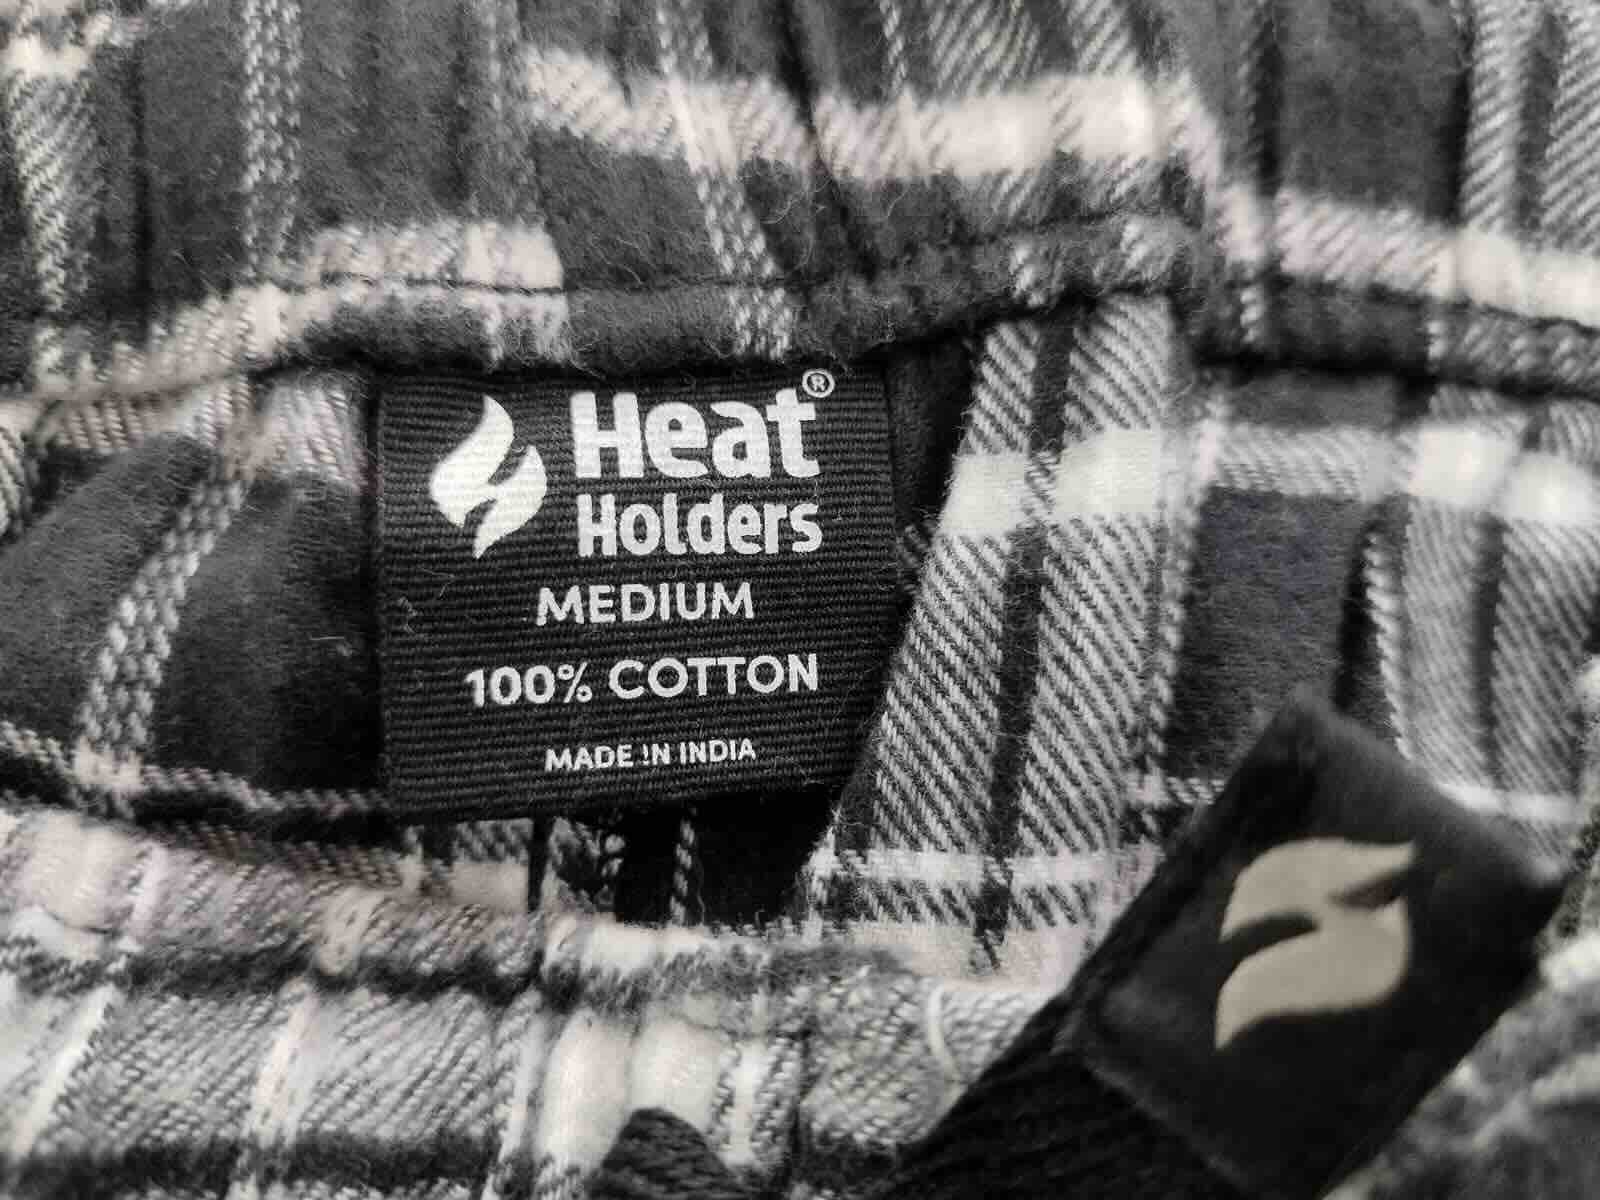 Heat®
Holders
MEDIUM
100% COTTON
MADE IN INDIA